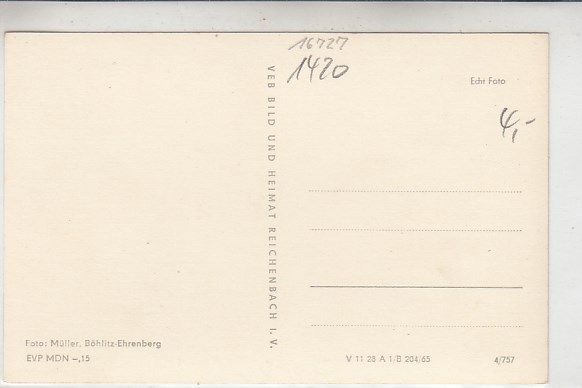 16727
1420
Echt Foto
4,-
VEB BILD UND HEIMAT REICHENBACH I. V.
Foto: Müller, Böhlitz-Ehrenberg
EVP MDN –,15
V 11 28 A 1/B 204/65
4/757